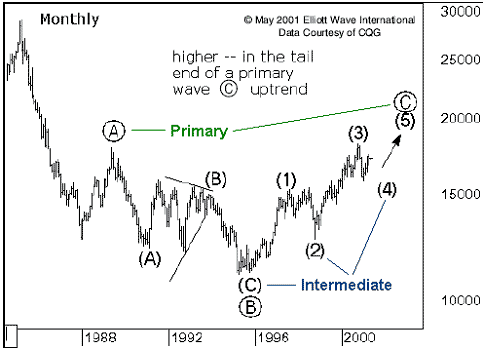 Monthly
© May 2001 Elliott Wave International
Data Courtesy of CQG
30000
higher -- in the tail
end of a primary
wave C uptrend
25000
A
Primary
C
(5)
20000
(3)
(B)
(1)
(4)
15000
(A)
(2)
(C)
Intermediate
B
10000
1988
1992
1996
2000